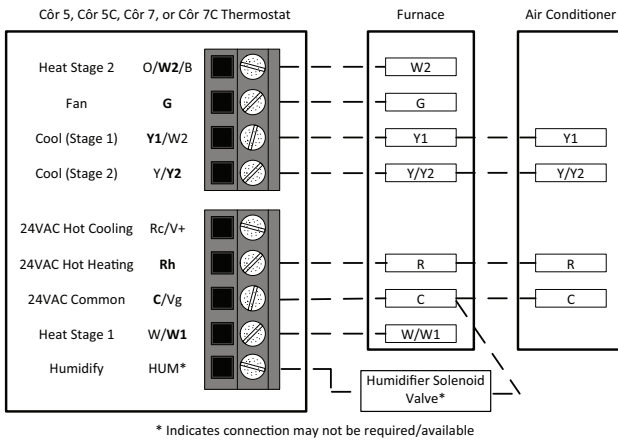 Côr 5, Côr 5C, Côr 7, or Côr 7C Thermostat Furnace Air Conditioner
Heat Stage 2 O/W2/B W2
Fan G G
Cool (Stage 1) Y1/W2 Y1 Y1
Cool (Stage 2) Y/Y2 Y/Y2 Y/Y2
24VAC Hot Cooling Rc/V+
24VAC Hot Heating Rh R R
24VAC Common C/Vg C C
Heat Stage 1 W/W1 W/W1
Humidify HUM*
Humidifier Solenoid
Valve*
* Indicates connection may not be required/available